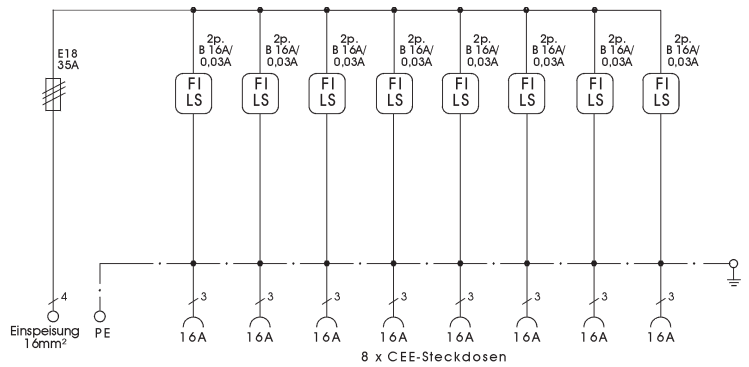 E18
35A
2p.
B 16A/
0,03A
FI
LS
2p.
B 16A/
0,03A
FI
LS
2p.
B 16A/
0,03A
FI
LS
2p.
B 16A/
0,03A
FI
LS
2p.
B 16A/
0,03A
FI
LS
2p.
B 16A/
0,03A
FI
LS
2p.
B 16A/
0,03A
FI
LS
2p.
B 16A/
0,03A
FI
LS
4
Einspeisung
16mm²
PE
3
16A
3
16A
3
16A
3
16A
3
16A
3
16A
3
16A
3
16A
8 x CEE-Steckdosen